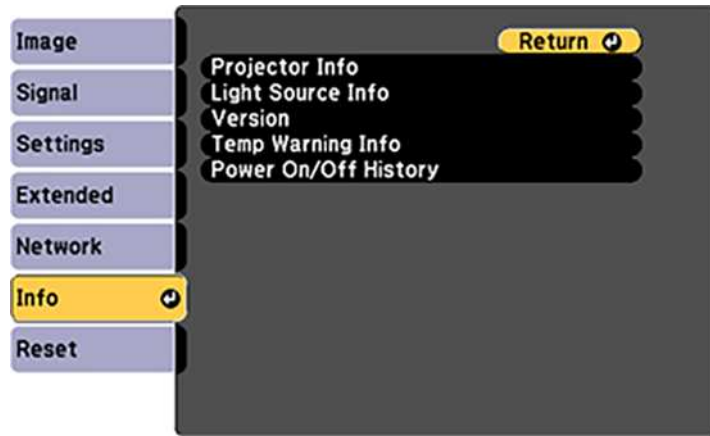 Image
Signal
Settings
Extended
Network
Info
Reset
Return
Projector Info
Light Source Info
Version
Temp Warning Info
Power On/Off History